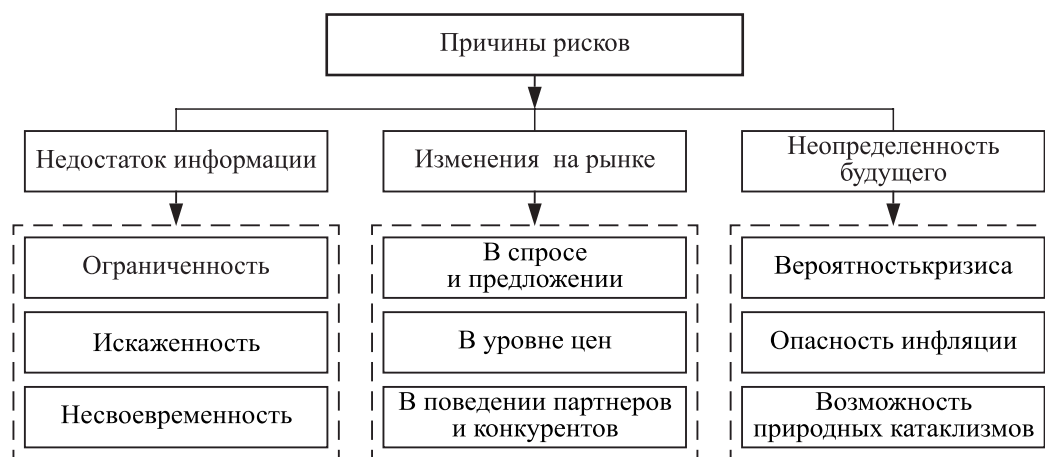 Причины рисков
Недостаток информации
Изменения на рынке
Неопределенность
будущего
Ограниченность
Искаженность
Несвоевременность
В спросе
и предложении
В уровне цен
В поведении партнеров
и конкурентов
Вероятностькризиса
Опасность инфляции
Возможность
природных катаклизмов